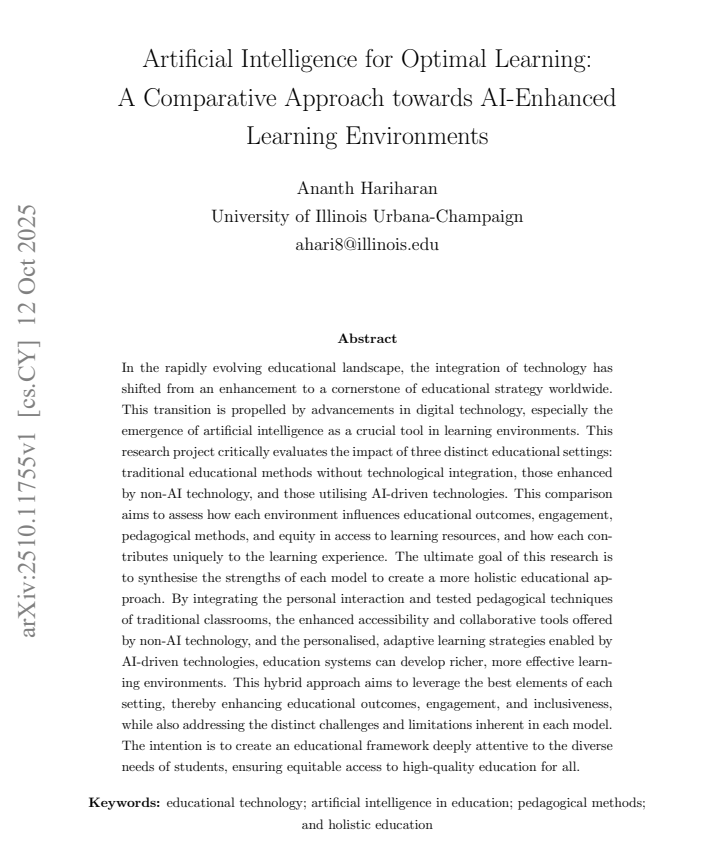 Artificial Intelligence for Optimal Learning:
A Comparative Approach towards AI-Enhanced
Learning Environments
Ananth Hariharan
University of Illinois Urbana-Champaign
ahari8@illinois.edu
arXiv:2510.11755v1 [cs.CY] 12 Oct 2025
Abstract
In the rapidly evolving educational landscape, the integration of technology has
shifted from an enhancement to a cornerstone of educational strategy worldwide.
This transition is propelled by advancements in digital technology, especially the
emergence of artificial intelligence as a crucial tool in learning environments. This
research project critically evaluates the impact of three distinct educational settings:
traditional educational methods without technological integration, those enhanced
by non-AI technology, and those utilising AI-driven technologies. This comparison
aims to assess how each environment influences educational outcomes, engagement,
pedagogical methods, and equity in access to learning resources, and how each con-
tributes uniquely to the learning experience. The ultimate goal of this research is
to synthesise the strengths of each model to create a more holistic educational ap-
proach. By integrating the personal interaction and tested pedagogical techniques
of traditional classrooms, the enhanced accessibility and collaborative tools offered
by non-AI technology, and the personalised, adaptive learning strategies enabled by
AI-driven technologies, education systems can develop richer, more effective learn-
ing environments. This hybrid approach aims to leverage the best elements of each
setting, thereby enhancing educational outcomes, engagement, and inclusiveness,
while also addressing the distinct challenges and limitations inherent in each model.
The intention is to create an educational framework deeply attentive to the diverse
needs of students, ensuring equitable access to high-quality education for all.
Keywords: educational technology; artificial intelligence in education; pedagogical methods;
and holistic education